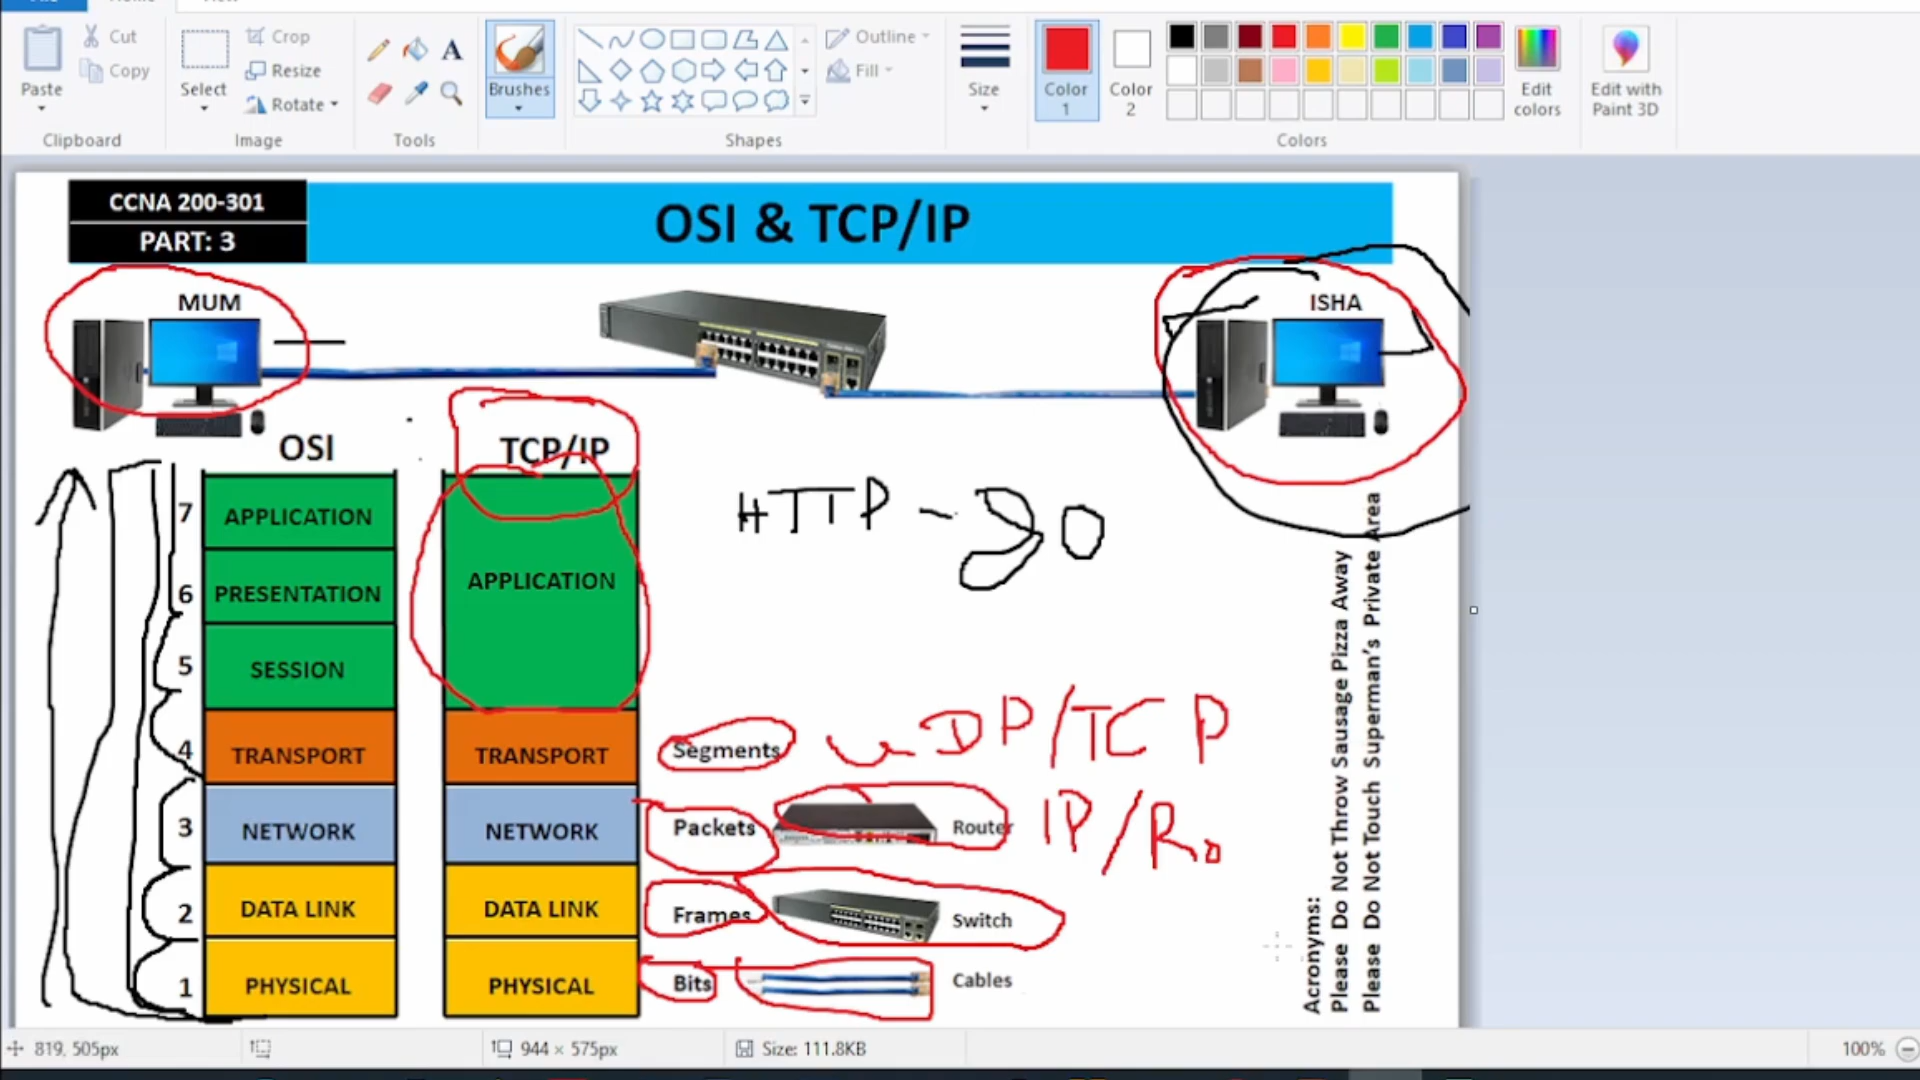 Cut
Copy
Paste
Clipboard
Crop
Resize
Rotate
Select
Image
Tools
Brushes
Outline
Fill
Shapes
Size
Color 1
Color 2
Edit colors
Colors
Edit with Paint 3D
CCNA 200-301
PART: 3
OSI & TCP/IP
MUM
ISHA
OSI
TCP/IP
HTTP - 80
7 APPLICATION
6 PRESENTATION
5 SESSION
APPLICATION
4 TRANSPORT TRANSPORT Segments UDP/TCP
3 NETWORK NETWORK Packets Router IP/Ro
2 DATA LINK DATA LINK Frames Switch
1 PHYSICAL PHYSICAL Bits Cables
Acronyms:
Please Do Not Throw Sausage Pizza Away
Please Do Not Touch Superman's Private Area
819, 505px
944 × 575px
Size: 111.8KB
100%